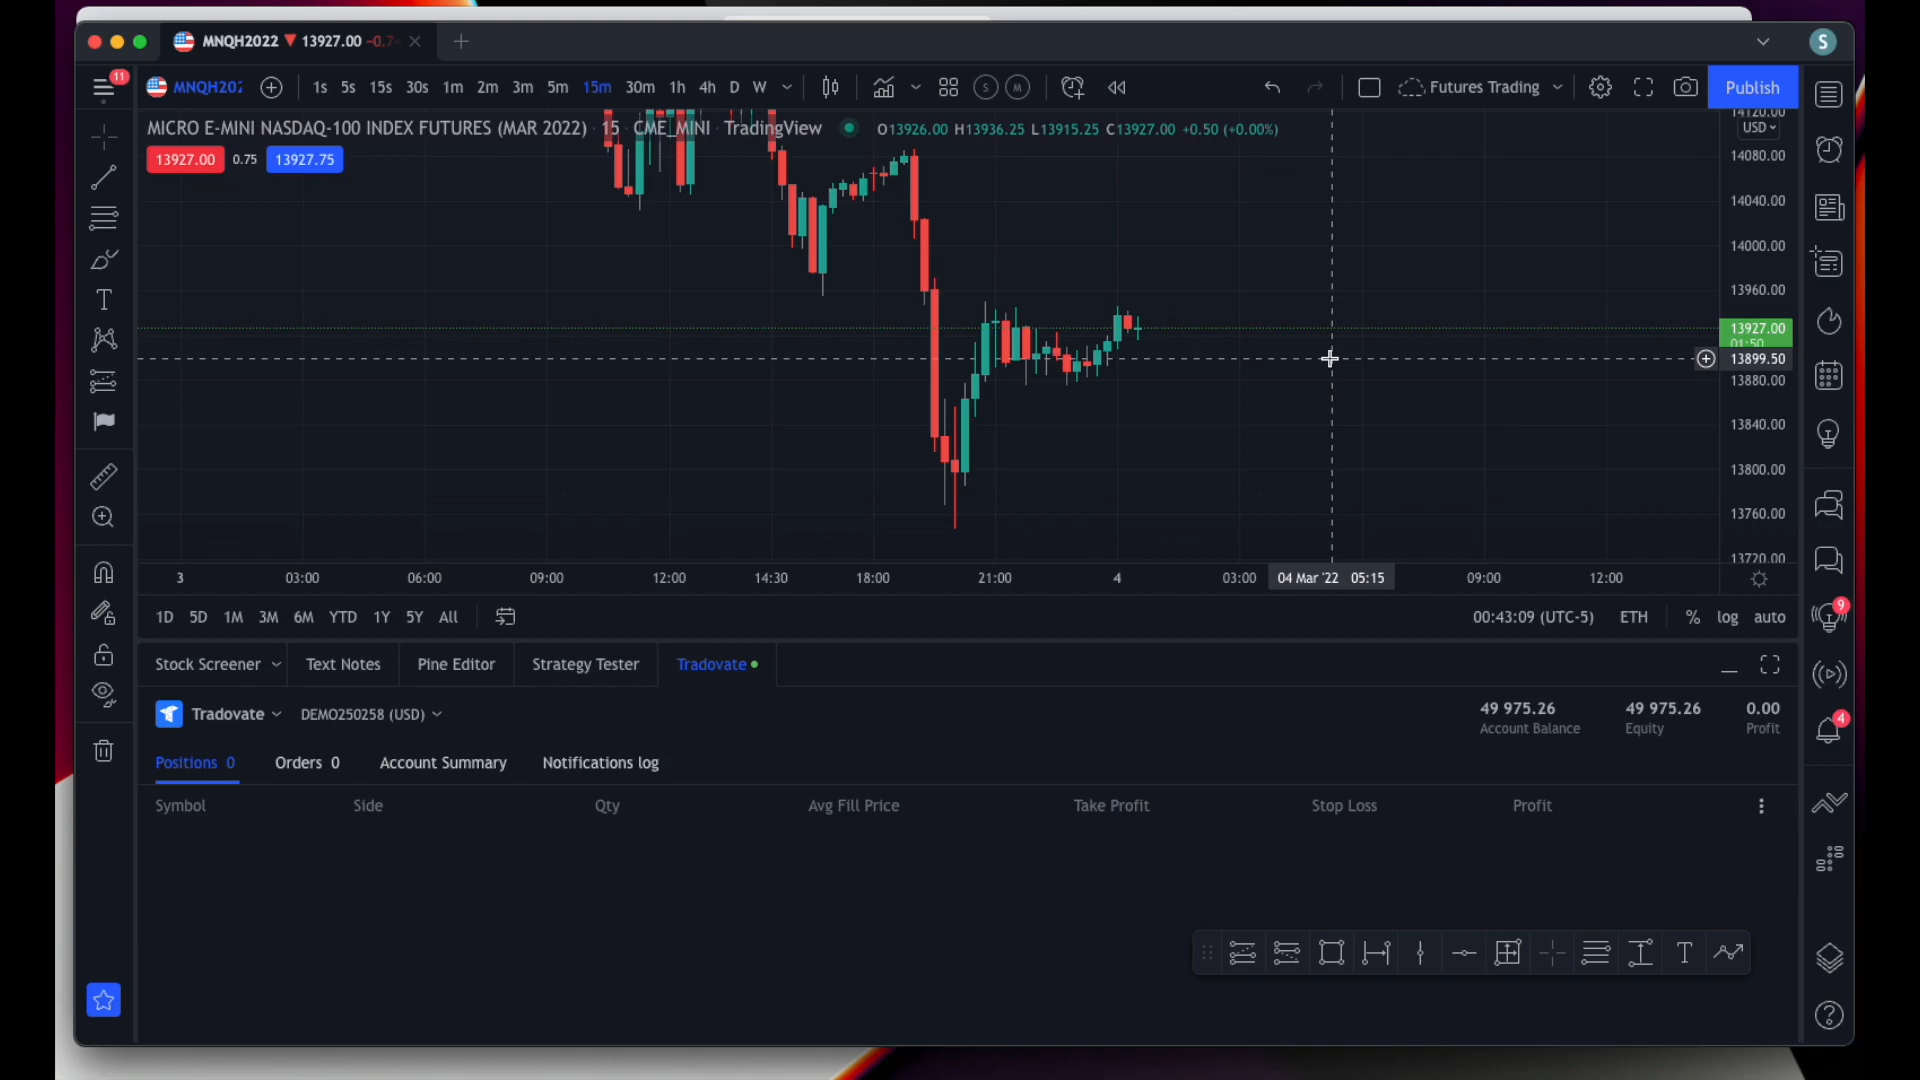 MNQH2022 ▼ 13927.00 -0.7
S
11
MNQH202 1s 5s 15s 30s 1m 2m 3m 5m 15m 30m 1h 4h D W S M Futures Trading Publish
MICRO E-MINI NASDAQ-100 INDEX FUTURES (MAR 2022) · 15 · CME_MINI · TradingView O13926.00 H13936.25 L13915.25 C13927.00 +0.50 (+0.00%)
13927.00 0.75 13927.75
14120.00
USD
14080.00
14040.00
14000.00
13960.00
13927.00
01:50
13899.50
13880.00
13840.00
13800.00
13760.00
13720.00
3 03:00 06:00 09:00 12:00 14:30 18:00 21:00 4 03:00 04 Mar '22 05:15 09:00 12:00
1D 5D 1M 3M 6M YTD 1Y 5Y All 00:43:09 (UTC-5) ETH % log auto
9
Stock Screener Text Notes Pine Editor Strategy Tester Tradovate
Tradovate DEMO250258 (USD)
49 975.26 49 975.26 0.00
Account Balance Equity Profit
4
Positions 0 Orders 0 Account Summary Notifications log
Symbol Side Qty Avg Fill Price Take Profit Stop Loss Profit
T